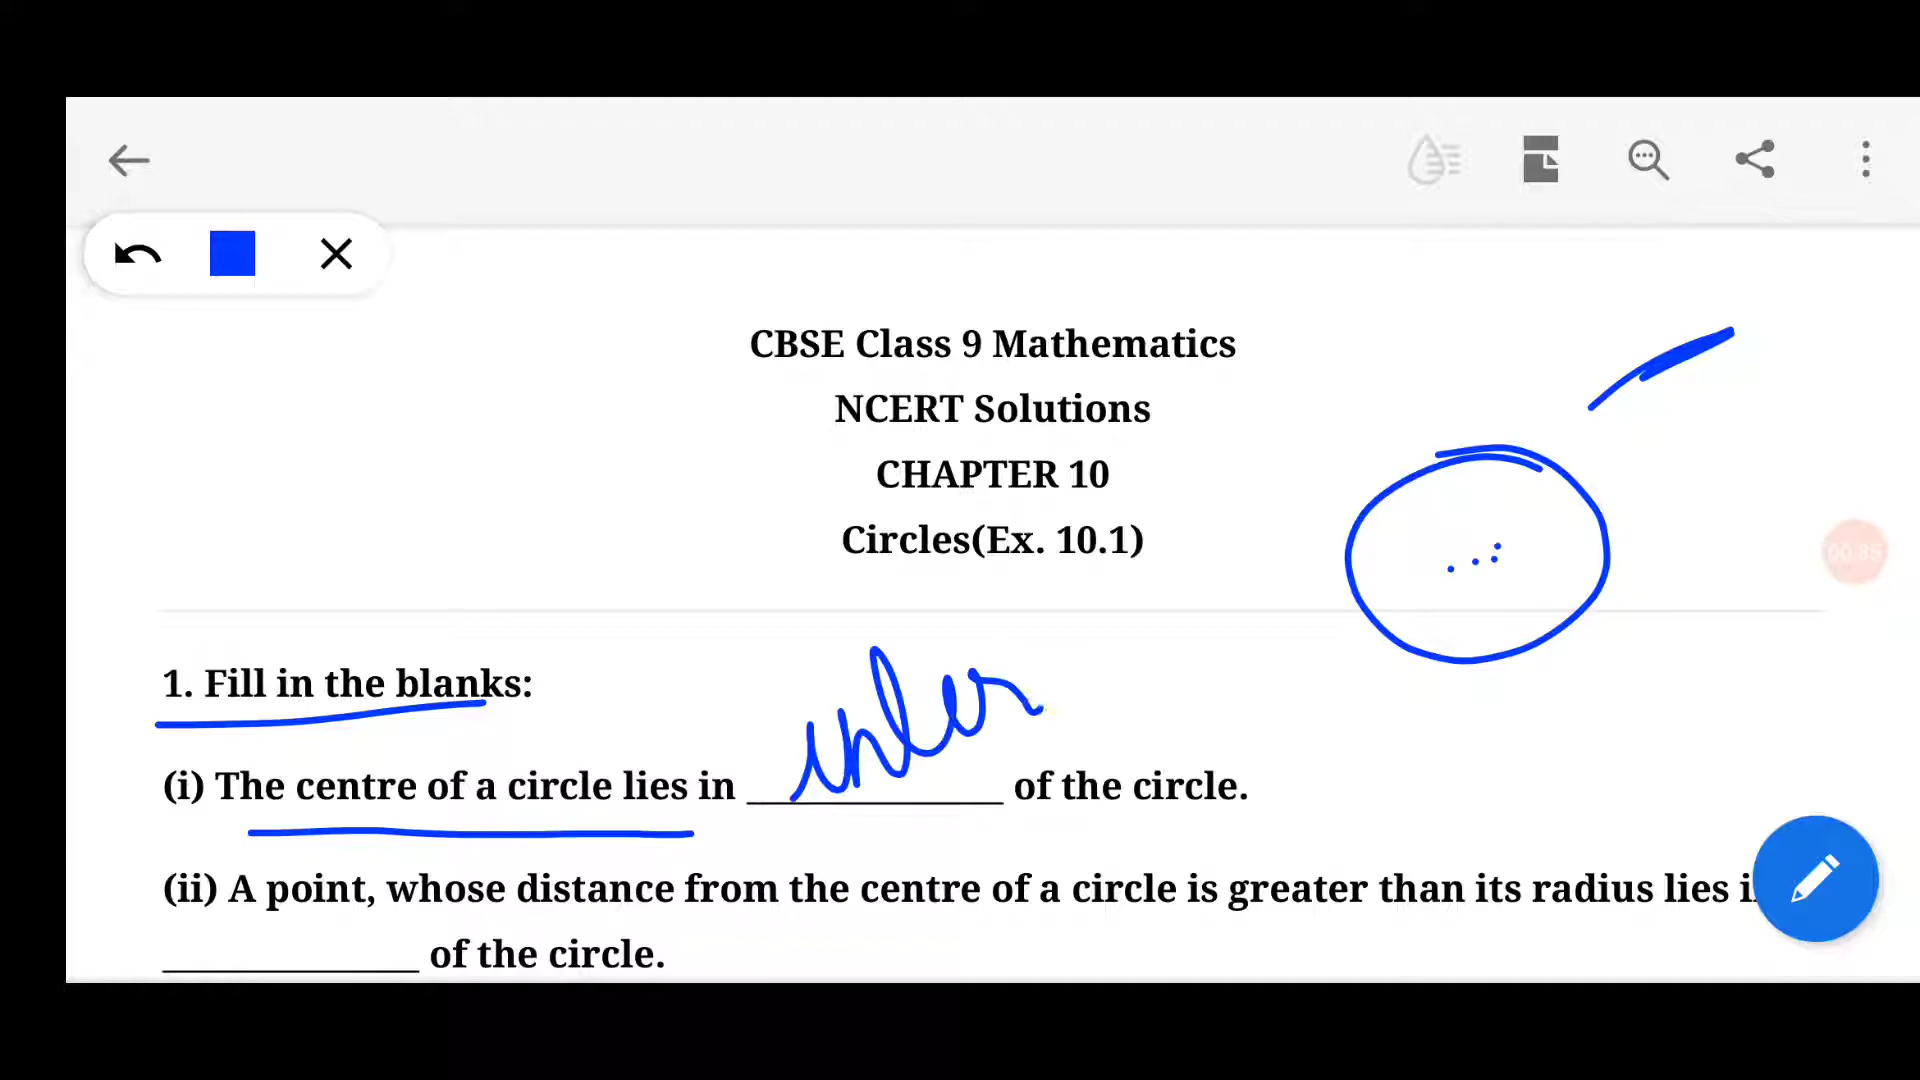 CBSE Class 9 Mathematics
NCERT Solutions
CHAPTER 10
Circles(Ex. 10.1)
1. Fill in the blanks:
(i) The centre of a circle lies in inter of the circle.
(ii) A point, whose distance from the centre of a circle is greater than its radius lies
of the circle.